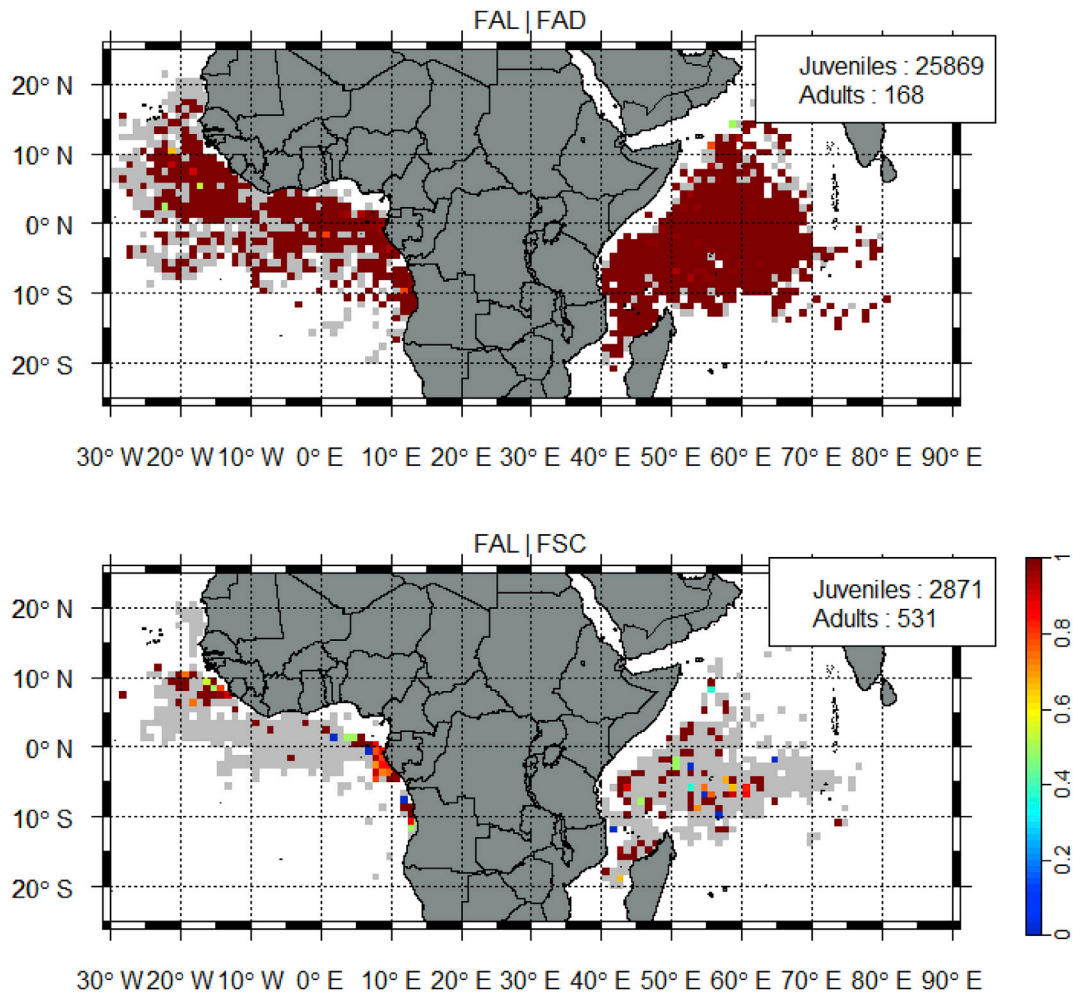 FAL | FAD
Juveniles : 25869
Adults : 168
20° N
10° N
0° N
10° S
20° S
30° W 20° W 10° W 0° E 10° E 20° E 30° E 40° E 50° E 60° E 70° E 80° E 90° E
FAL | FSC
Juveniles : 2871
Adults : 531
20° N
10° N
0° N
10° S
20° S
30° W 20° W 10° W 0° E 10° E 20° E 30° E 40° E 50° E 60° E 70° E 80° E 90° E
1
0.8
0.6
0.4
0.2
0